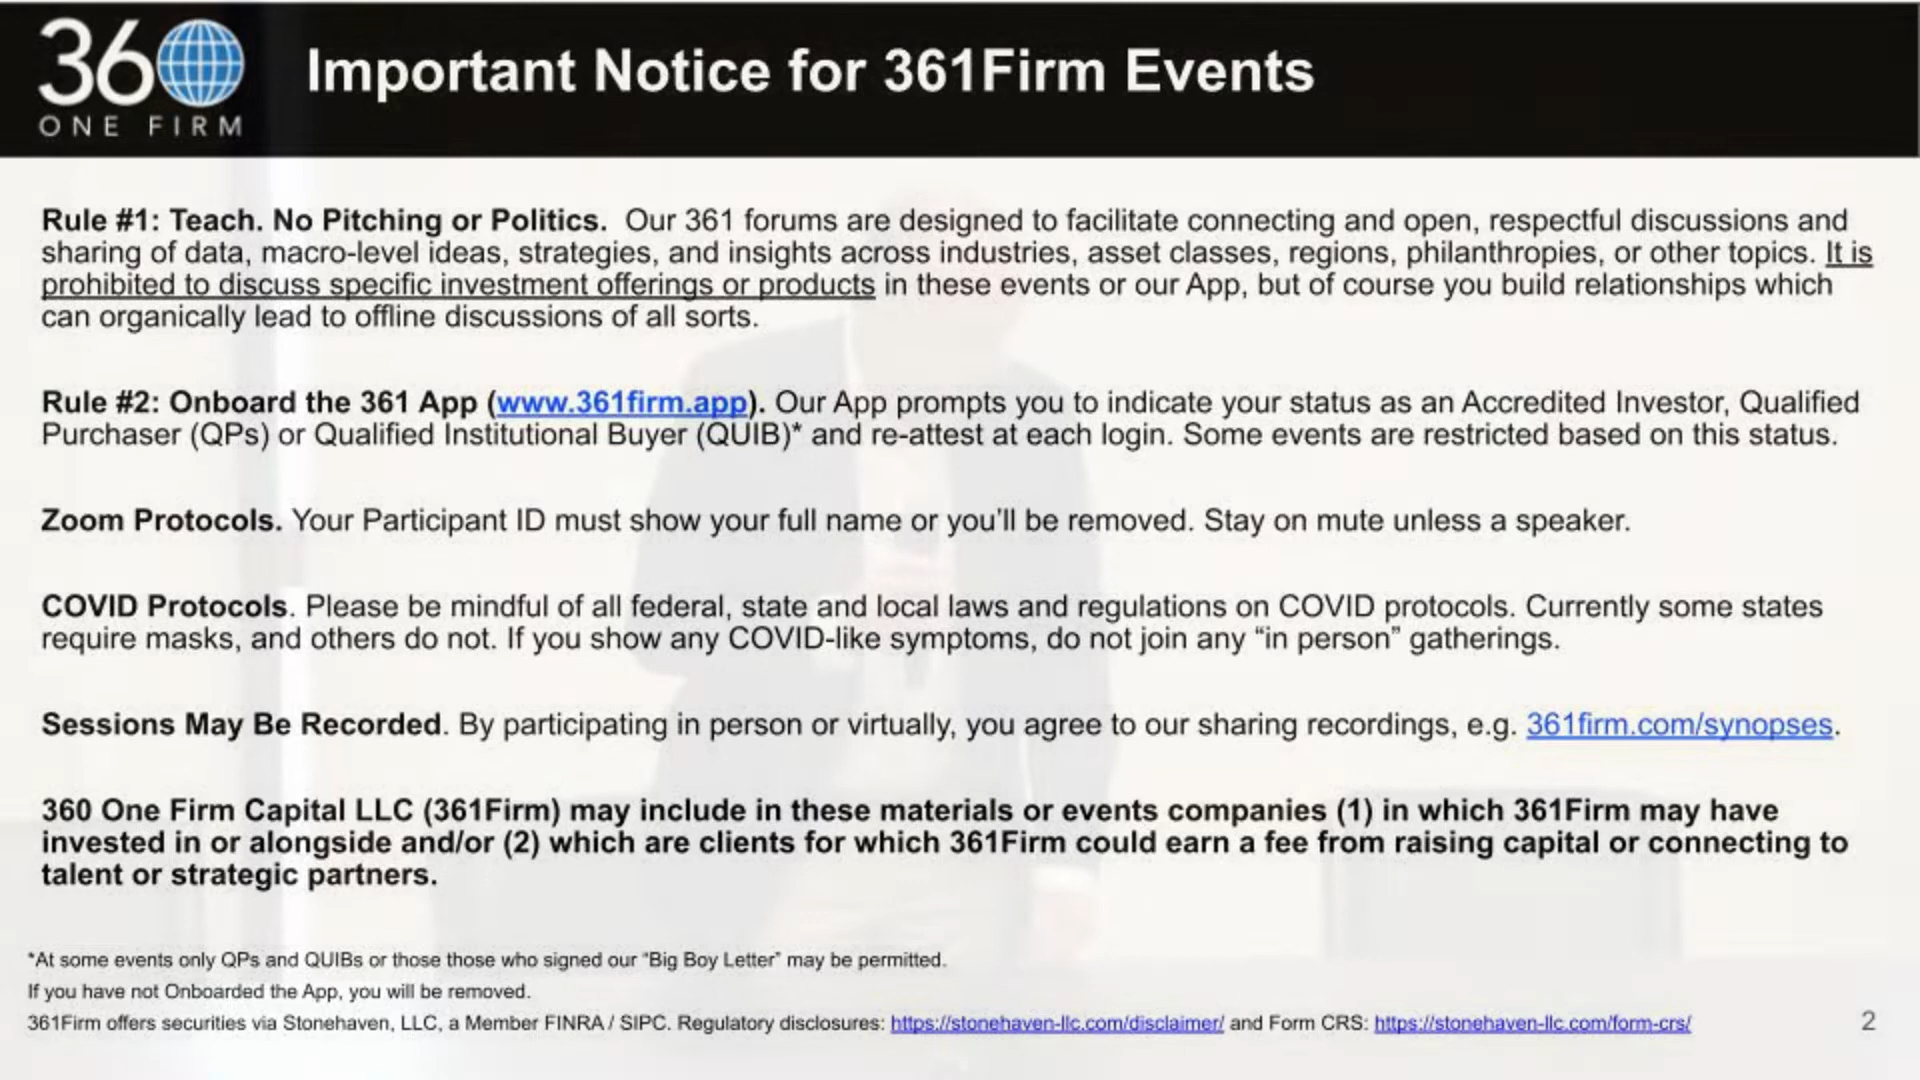 360
ONE FIRM
Important Notice for 361Firm Events
Rule #1: Teach. No Pitching or Politics. Our 361 forums are designed to facilitate connecting and open, respectful discussions and
sharing of data, macro-level ideas, strategies, and insights across industries, asset classes, regions, philanthropies, or other topics. It is
prohibited to discuss specific investment offerings or products in these events or our App, but of course you build relationships which
can organically lead to offline discussions of all sorts.
Rule #2: Onboard the 361 App (www.361firm.app). Our App prompts you to indicate your status as an Accredited Investor, Qualified
Purchaser (QPs) or Qualified Institutional Buyer (QUIB)* and re-attest at each login. Some events are restricted based on this status.
Zoom Protocols. Your Participant ID must show your full name or you'll be removed. Stay on mute unless a speaker.
COVID Protocols. Please be mindful of all federal, state and local laws and regulations on COVID protocols. Currently some states
require masks, and others do not. If you show any COVID-like symptoms, do not join any “in person” gatherings.
Sessions May Be Recorded. By participating in person or virtually, you agree to our sharing recordings, e.g. 361firm.com/synopses.
360 One Firm Capital LLC (361Firm) may include in these materials or events companies (1) in which 361Firm may have
invested in or alongside and/or (2) which are clients for which 361Firm could earn a fee from raising capital or connecting to
talent or strategic partners.
*At some events only QPs and QUIBs or those those who signed our “Big Boy Letter” may be permitted.
If you have not Onboarded the App, you will be removed.
361Firm offers securities via Stonehaven, LLC, a Member FINRA / SIPC. Regulatory disclosures: https://stonehaven-llc.com/disclaimer/ and Form CRS: https://stonehaven-llc.com/form-crs/
2